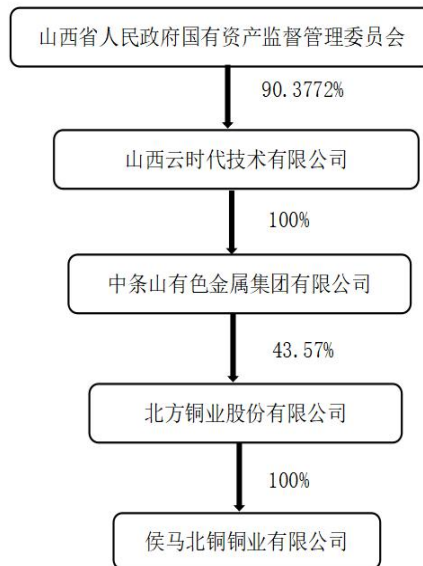 山西省人民政府国有资产监督管理委员会
90.3772%
山西云时代技术有限公司
100%
中条山有色金属集团有限公司
43.57%
北方铜业股份有限公司
100%
侯马北铜铜业有限公司